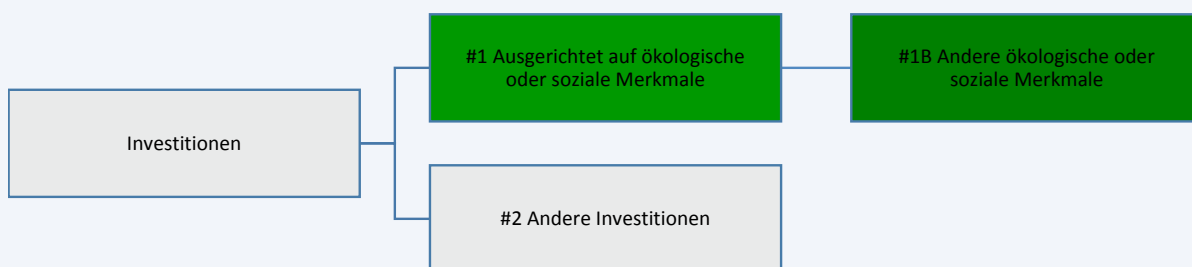 #1 Ausgerichtet auf ökologische
oder soziale Merkmale
#1B Andere ökologische oder
soziale Merkmale
Investitionen
#2 Andere Investitionen